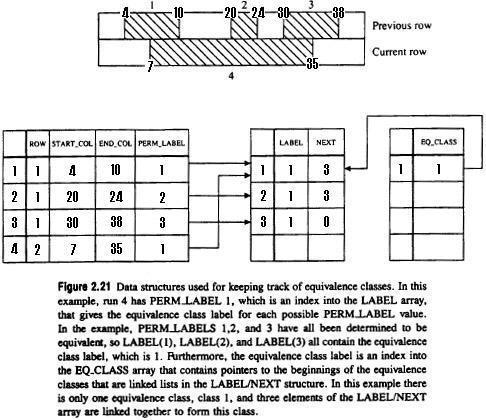 1 2 3
4 10 20 24 30 38
Previous row
Current row
7 35
4
ROW START_COL END_COL PERM_LABEL
1 1 4 10 1
2 1 20 24 2
3 1 30 38 3
4 2 7 35 1
LABEL NEXT
1 1 3
2 1 3
3 1 0
EQ_CLASS
1 1
Figure 2.21 Data structures used for keeping track of equivalence classes. In this
example, run 4 has PERM_LABEL 1, which is an index into the LABEL array,
that gives the equivalence class label for each possible PERM_LABEL value.
In the example, PERM_LABELS 1,2, and 3 have all been determined to be
equivalent, so LABEL(1), LABEL(2), and LABEL(3) all contain the equivalence
class label, which is 1. Furthermore, the equivalence class label is an index into
the EQ_CLASS array that contains pointers to the beginnings of the equivalence
classes that are linked lists in the LABEL/NEXT structure. In this example there
is only one equivalence class, class 1, and three elements of the LABEL/NEXT
array are linked together to form this class.